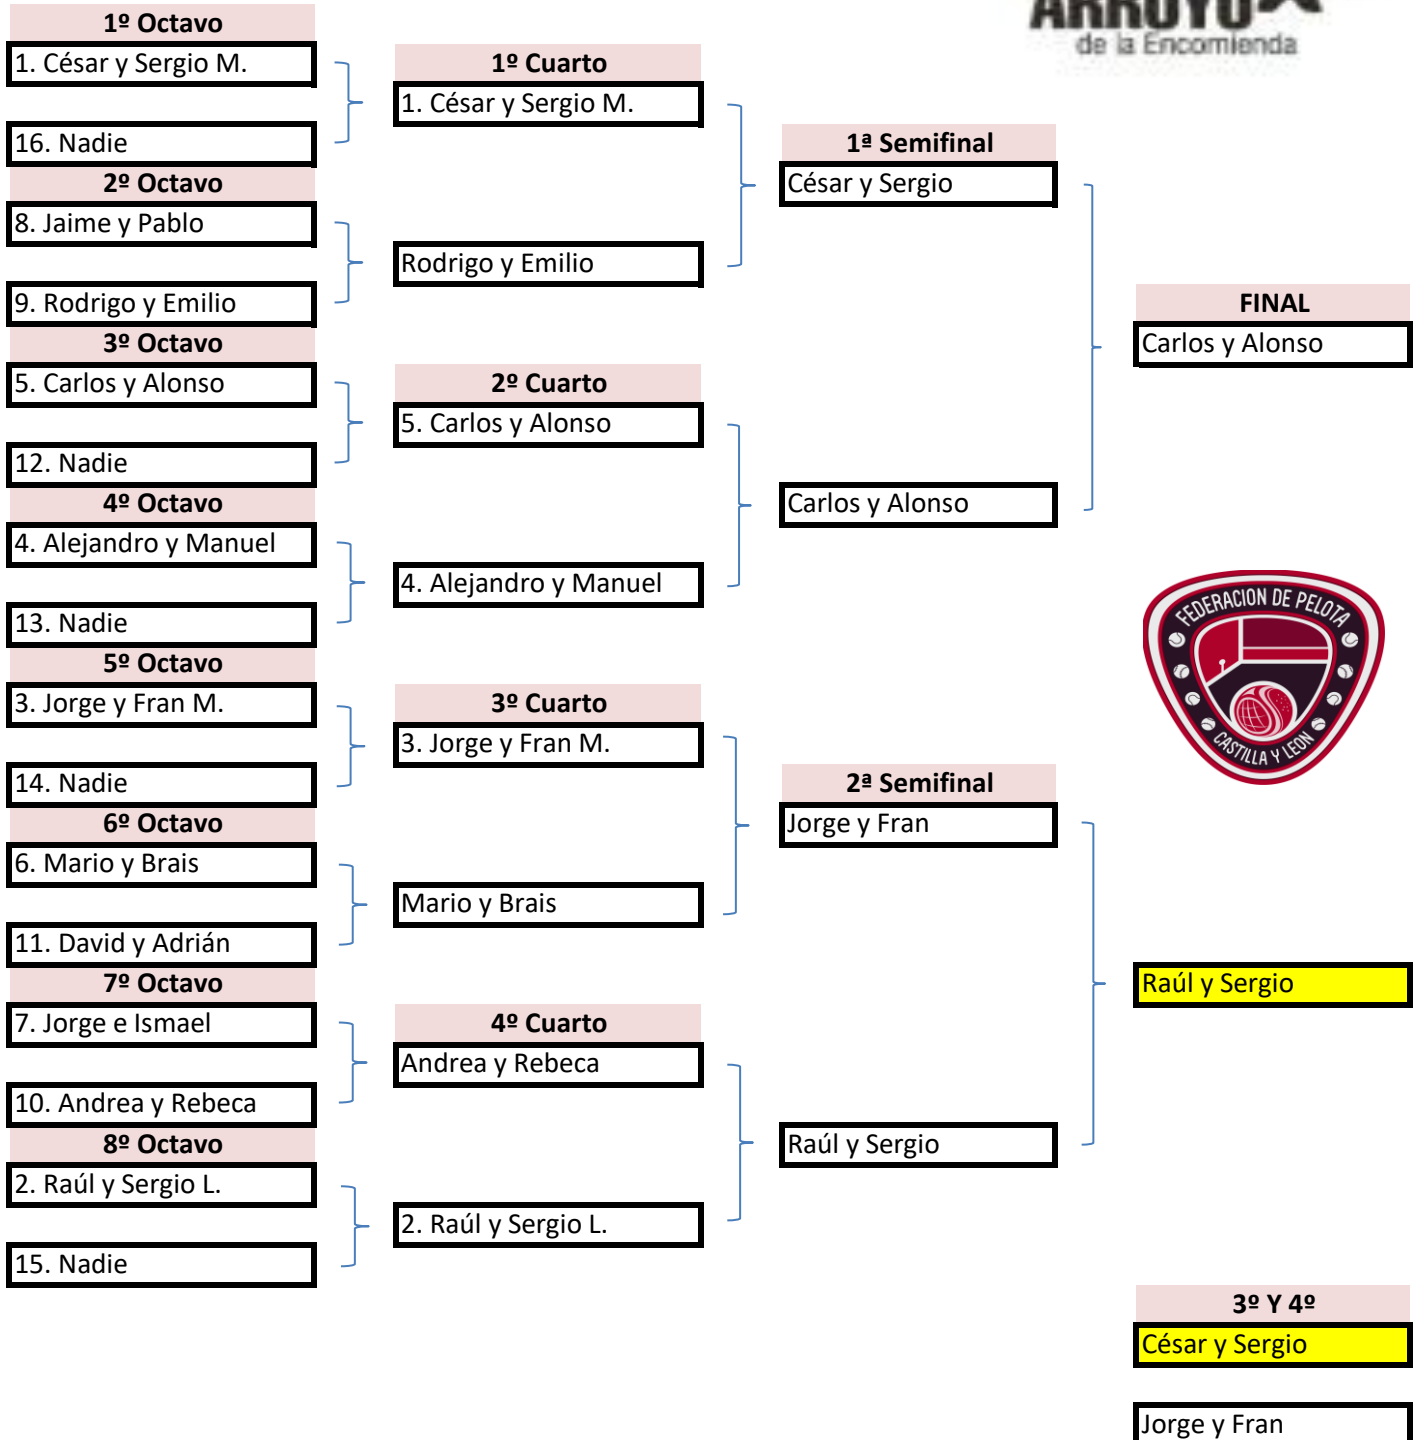 ARROYO
de la Encomienda
1º Octavo
1. César y Sergio M.
16. Nadie
2º Octavo
8. Jaime y Pablo
9. Rodrigo y Emilio
3º Octavo
5. Carlos y Alonso
12. Nadie
4º Octavo
4. Alejandro y Manuel
13. Nadie
5º Octavo
3. Jorge y Fran M.
14. Nadie
6º Octavo
6. Mario y Brais
11. David y Adrián
7º Octavo
7. Jorge e Ismael
10. Andrea y Rebeca
8º Octavo
2. Raúl y Sergio L.
15. Nadie
1º Cuarto
1. César y Sergio M.
Rodrigo y Emilio
2º Cuarto
5. Carlos y Alonso
4. Alejandro y Manuel
3º Cuarto
3. Jorge y Fran M.
Mario y Brais
4º Cuarto
Andrea y Rebeca
2. Raúl y Sergio L.
1ª Semifinal
César y Sergio
Carlos y Alonso
2ª Semifinal
Jorge y Fran
Raúl y Sergio
FINAL
Carlos y Alonso
FEDERACION DE PELOTA
CASTILLA Y LEON
Raúl y Sergio
3º Y 4º
César y Sergio
Jorge y Fran